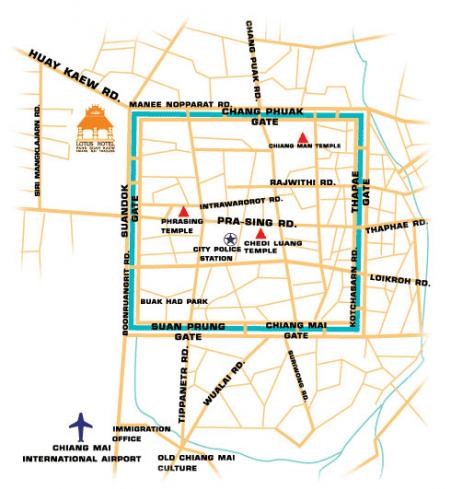 HUAY KAEW RD.
CHANG PUAK RD.
MANEE NOPPARAT RD.
CHANG PHUAK
GATE
SIRI MANGKLAJARN RD.
LOTUS HOTEL
CHIANG MAN TEMPLE
RAJWITHI RD.
SUANDOK
GATE
INTRAWAROROT RD.
THAPAE
GATE
PHRASING
TEMPLE
PRA-SING RD.
THAPHAE RD.
CITY POLICE
STATION
CHEDI LUANG
TEMPLE
BOONRUANGRIT RD.
KOTCHASARN RD.
LOIKROH RD.
BUAK HAD PARK
SUAN PRUNG
GATE
CHIANG MAI
GATE
TIPPANETR RD.
WUALAI RD.
SURIWONG RD.
IMMIGRATION
OFFICE
CHIANG MAI
INTERNATIONAL AIRPORT
OLD CHIANG MAI
CULTURE